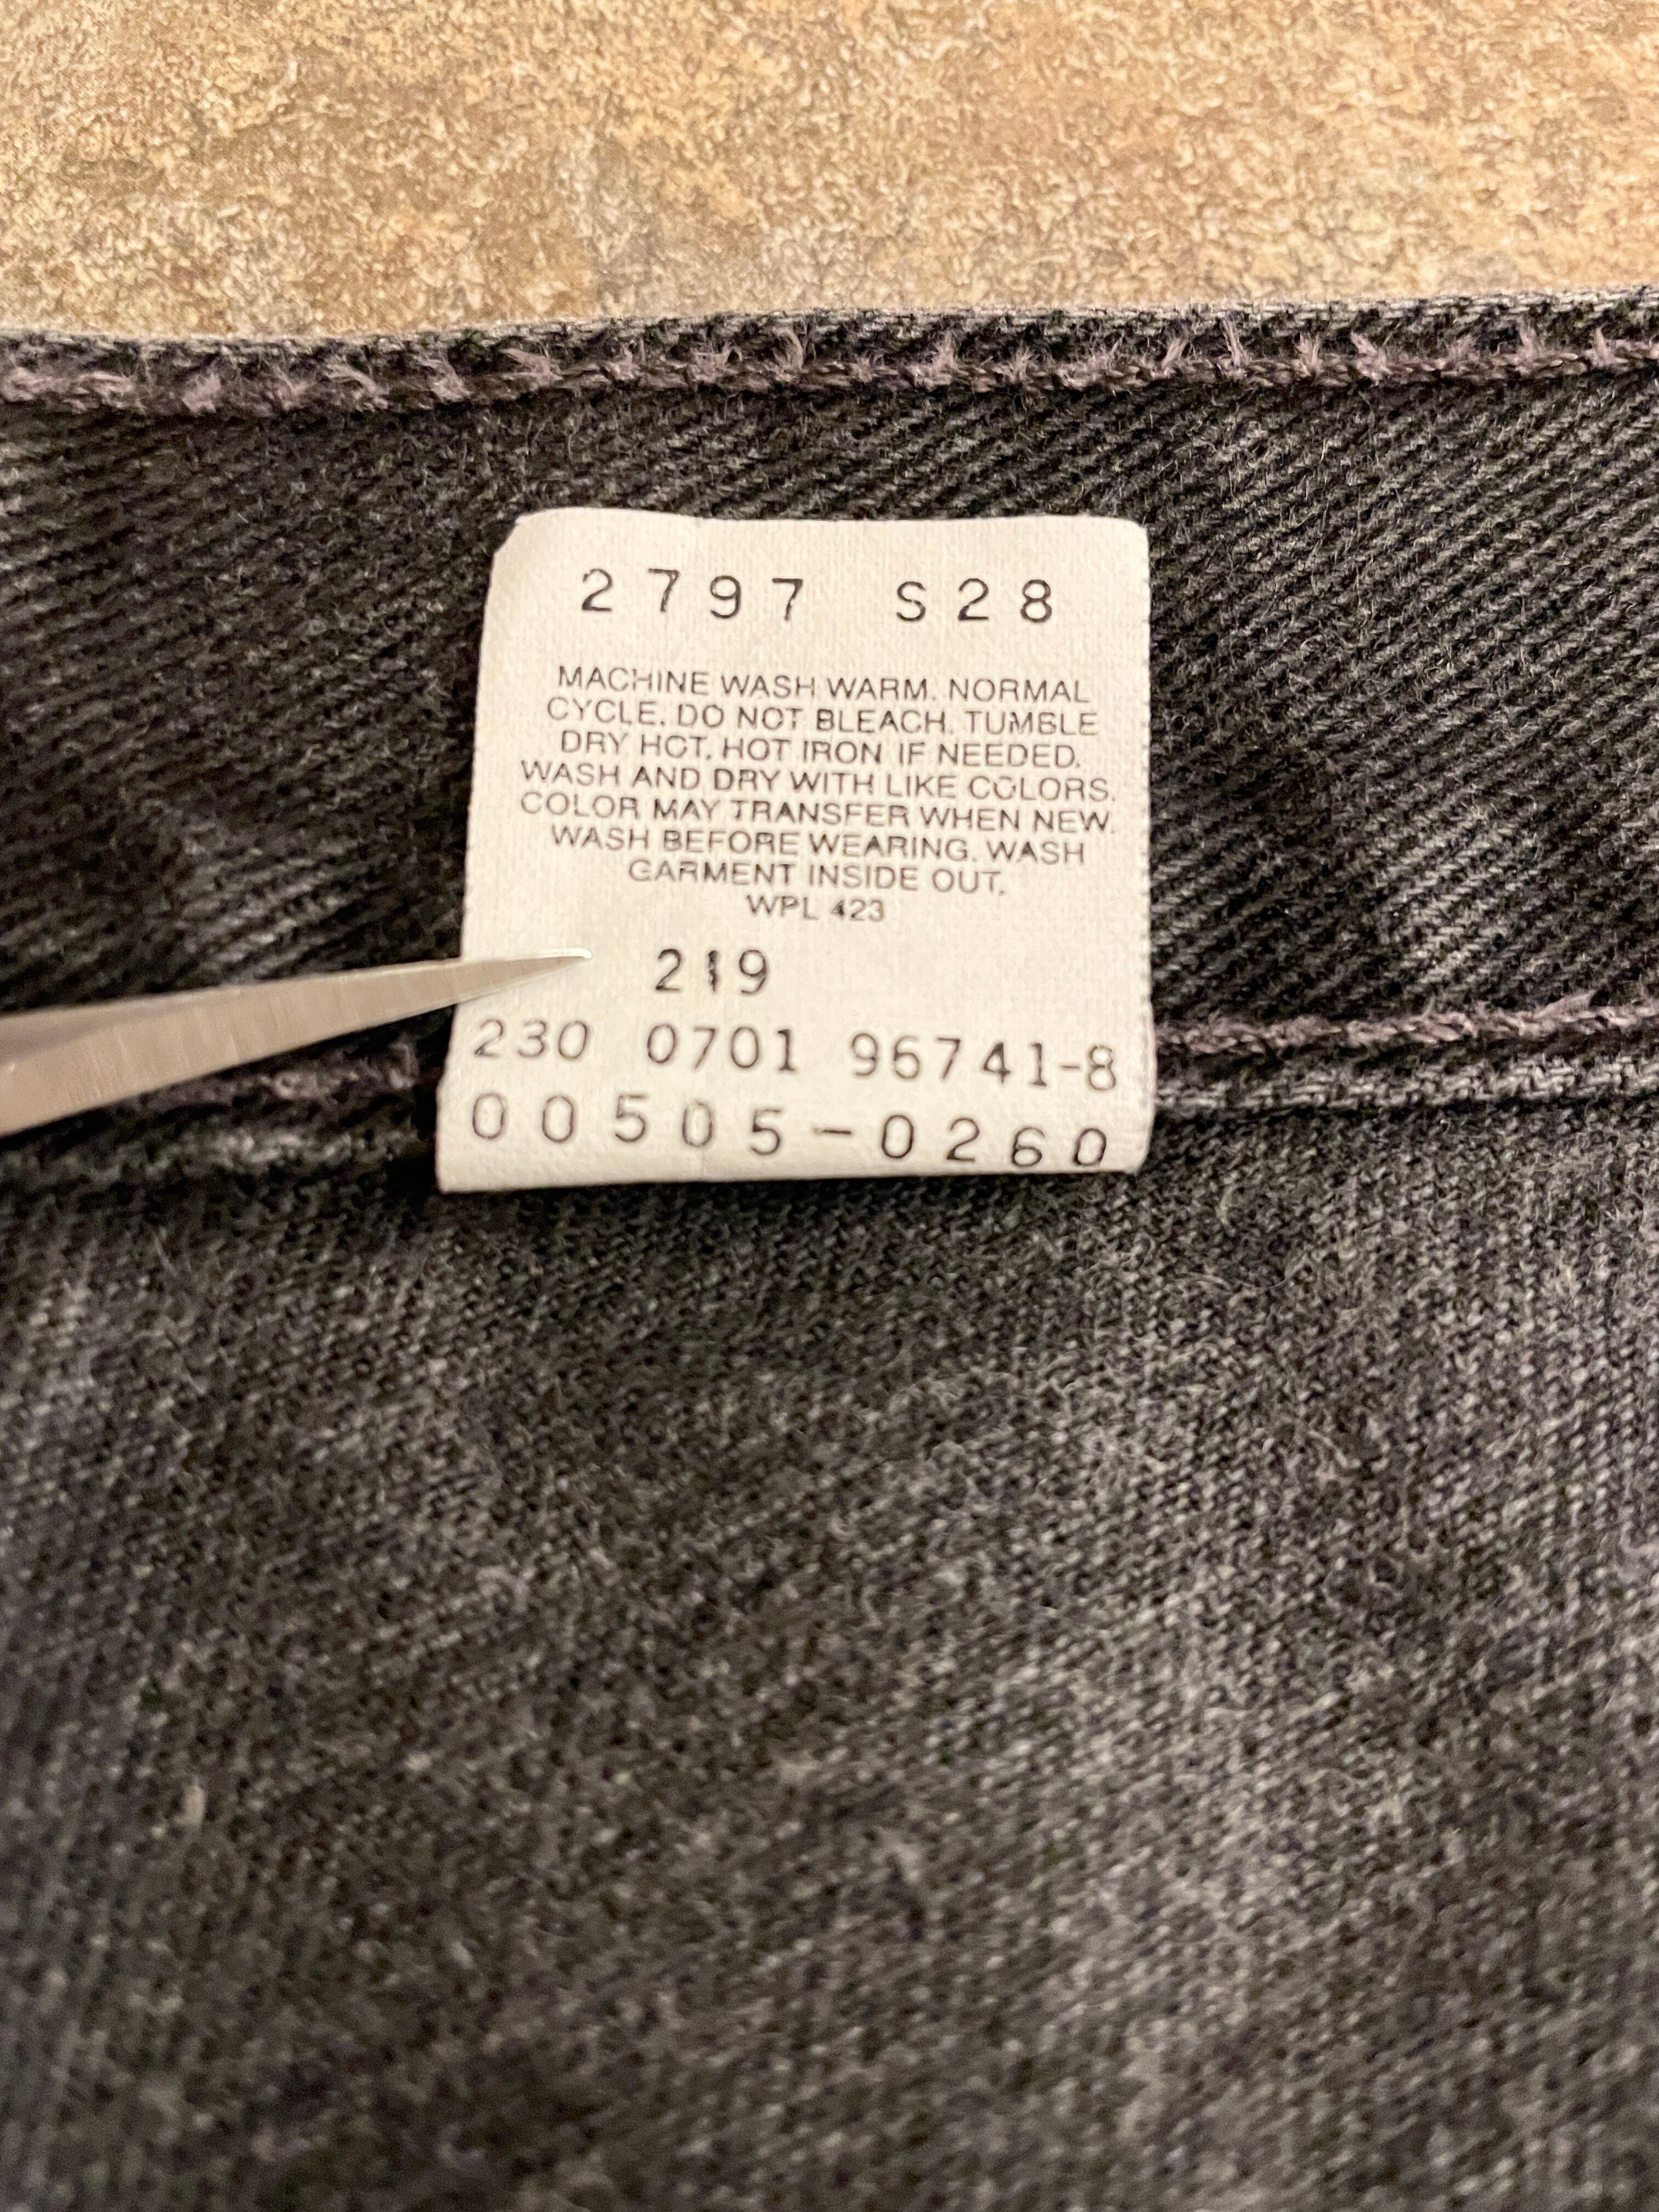 2797 S28
MACHINE WASH WARM. NORMAL
CYCLE. DO NOT BLEACH. TUMBLE
DRY HOT. HOT IRON IF NEEDED.
WASH AND DRY WITH LIKE COLORS.
COLOR MAY TRANSFER WHEN NEW.
WASH BEFORE WEARING. WASH
GARMENT INSIDE OUT.
WPL 423
219
230 0701 96741-8
00505-0260